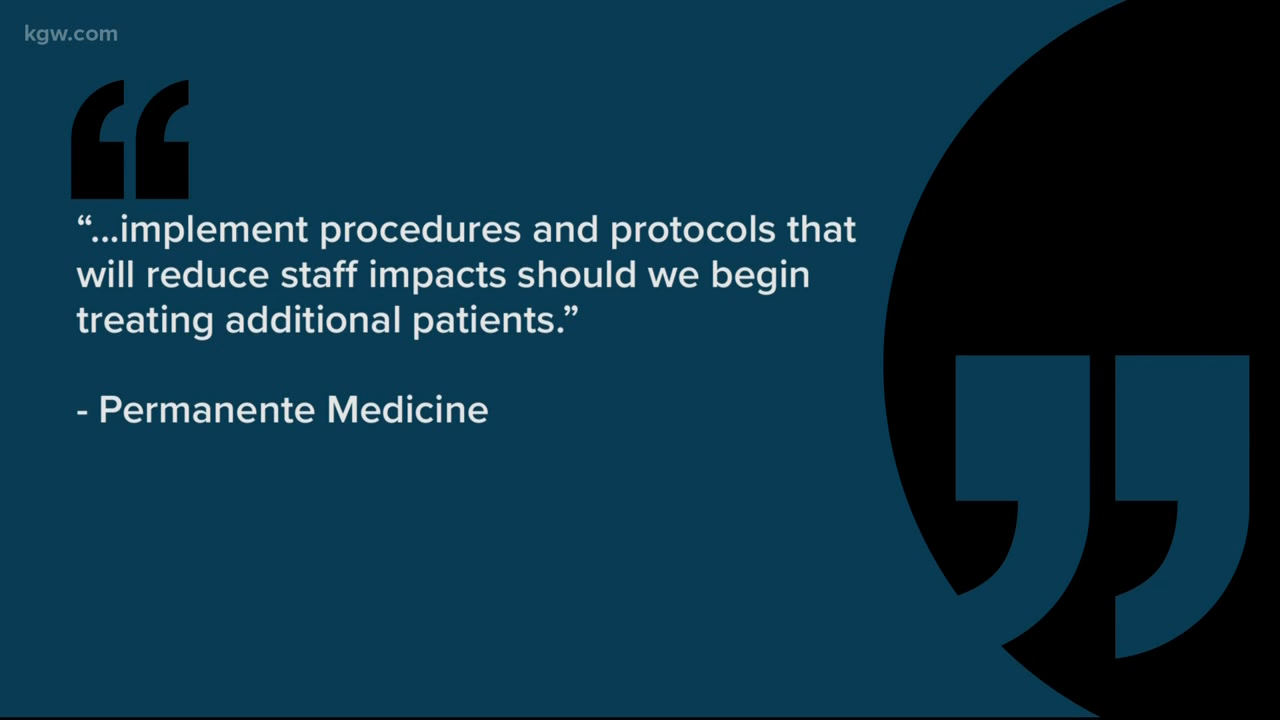 kgw.com
“...implement procedures and protocols that
will reduce staff impacts should we begin
treating additional patients.”
- Permanente Medicine